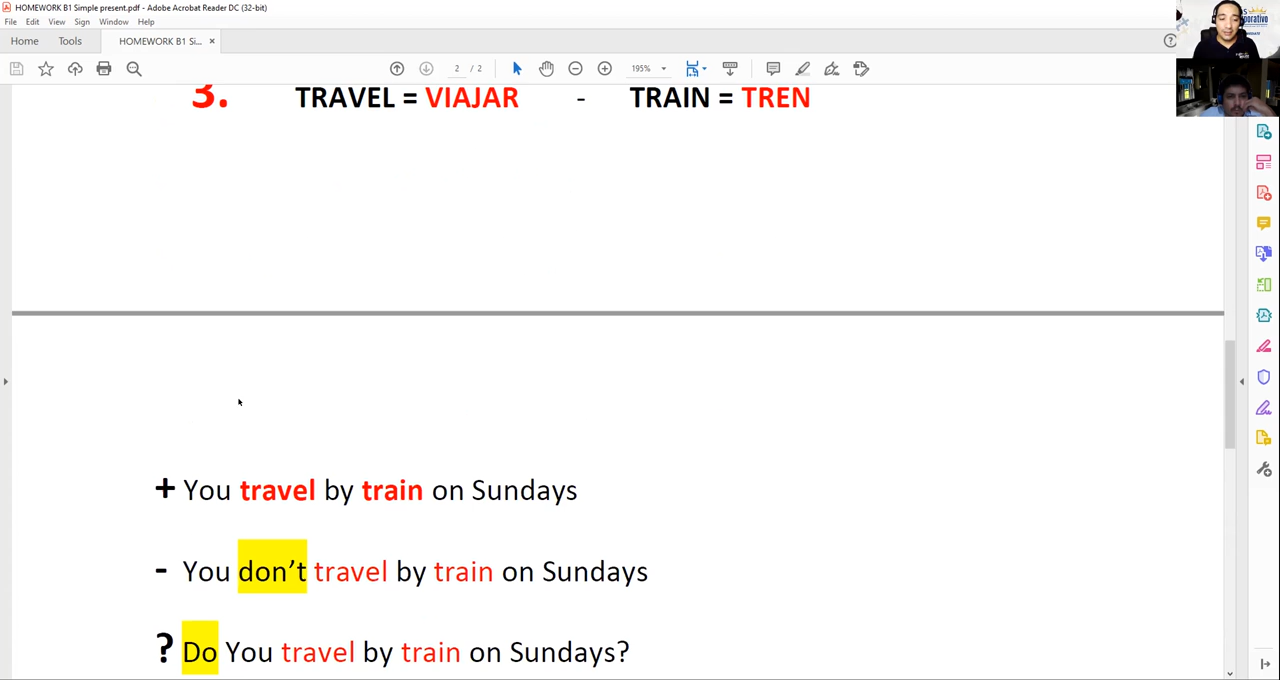 HOMEWORK B1 Simple present.pdf - Adobe Acrobat Reader DC (32-bit)
File Edit View Sign Window Help
Home Tools HOMEWORK B1 Si... ×
2 / 2 195%
3. TRAVEL = VIAJAR - TRAIN = TREN
+ You travel by train on Sundays
- You don’t travel by train on Sundays
? Do You travel by train on Sundays?